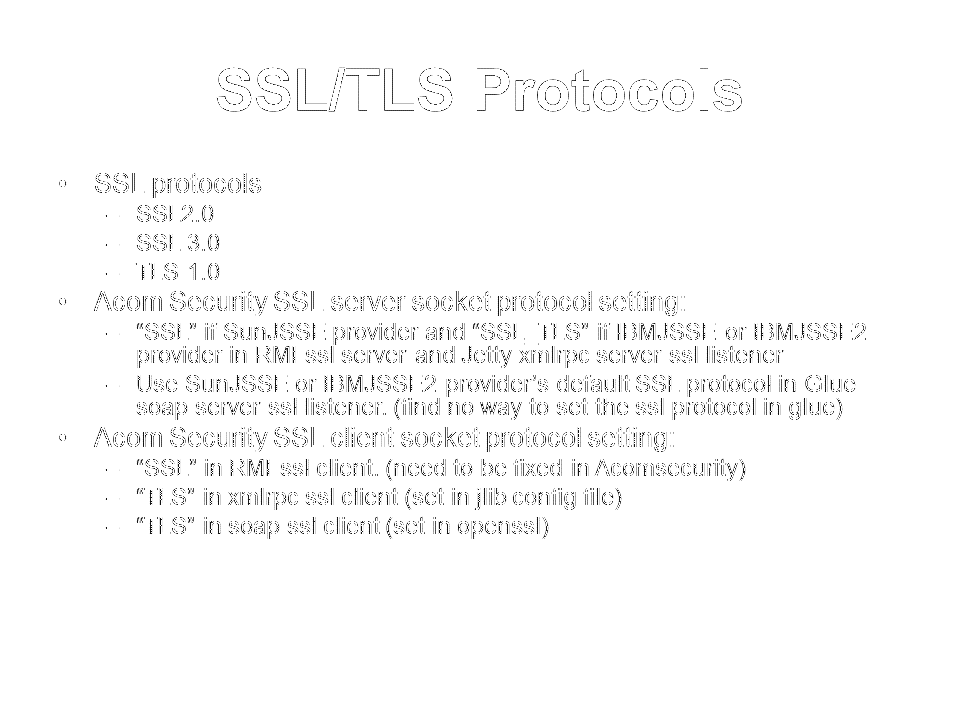 SSL/TLS Protocols
• SSL protocols
– SSL2.0
– SSL 3.0
– TLS 1.0
• Acom Security SSL server socket protocol setting:
– “SSL” if SunJSSE provider and “SSL_TLS” if IBMJSSE or IBMJSSE2
provider in RMI ssl server and Jetty xmlrpc server ssl listener
– Use SunJSSE or IBMJSSE2 provider’s default SSL protocol in Glue
soap server ssl listener. (find no way to set the ssl protocol in glue)
• Acom Security SSL client socket protocol setting:
– “SSL” in RMI ssl client. (need to be fixed in Acomsecurity)
– “TLS” in xmlrpc ssl client (set in jlib config file)
– “TLS” in soap ssl client (set in openssl)